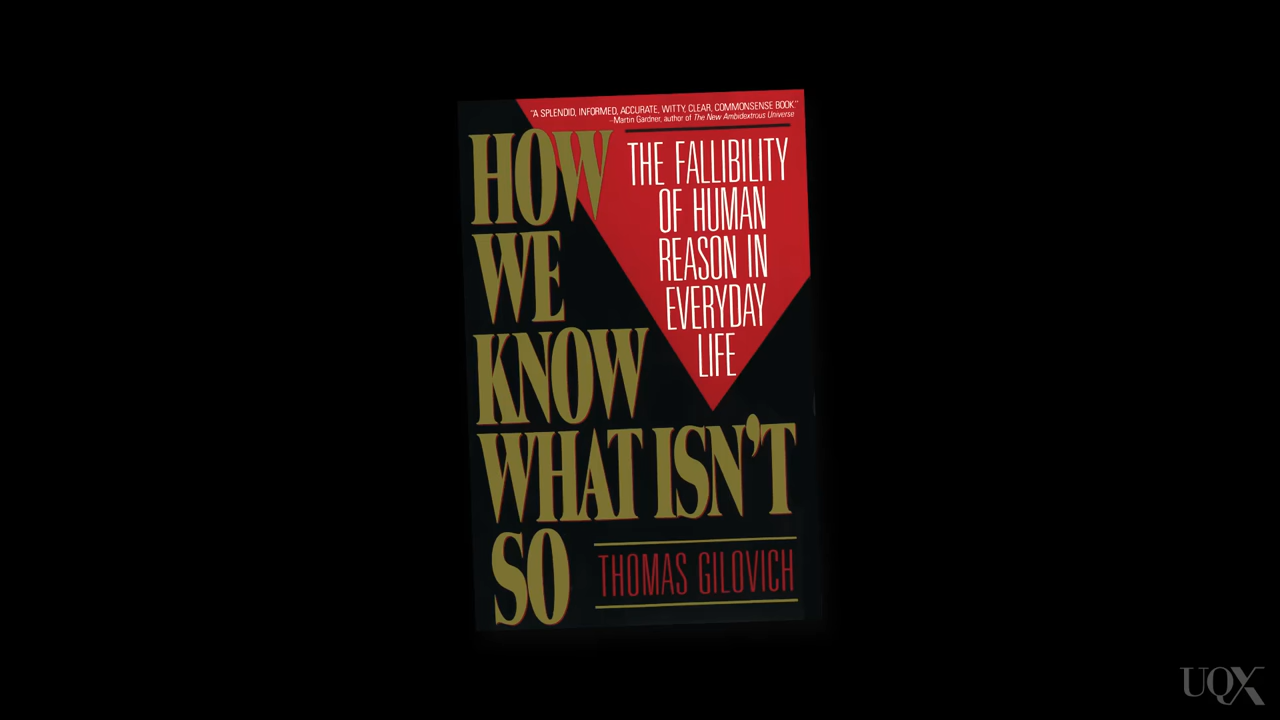 "A SPLENDID, INFORMED, ACCURATE, WITTY, CLEAR, COMMONSENSE BOOK."
–Martin Gardner, author of The New Ambidextrous Universe
HOW
WE
KNOW
WHAT ISN'T
SO
THE FALLIBILITY
OF HUMAN
REASON IN
EVERYDAY
LIFE
THOMAS GILOVICH
UQX